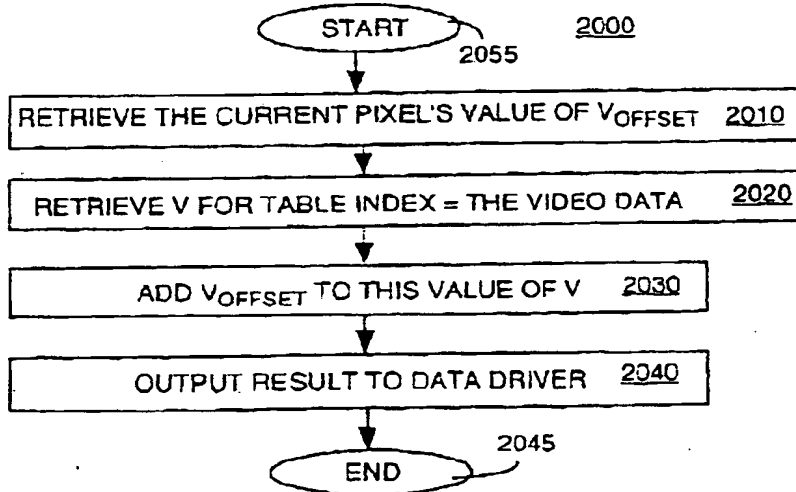 START 2000
2055
RETRIEVE THE CURRENT PIXEL'S VALUE OF VOFFSET 2010
RETRIEVE V FOR TABLE INDEX = THE VIDEO DATA 2020
ADD VOFFSET TO THIS VALUE OF V 2030
OUTPUT RESULT TO DATA DRIVER 2040
2045
END